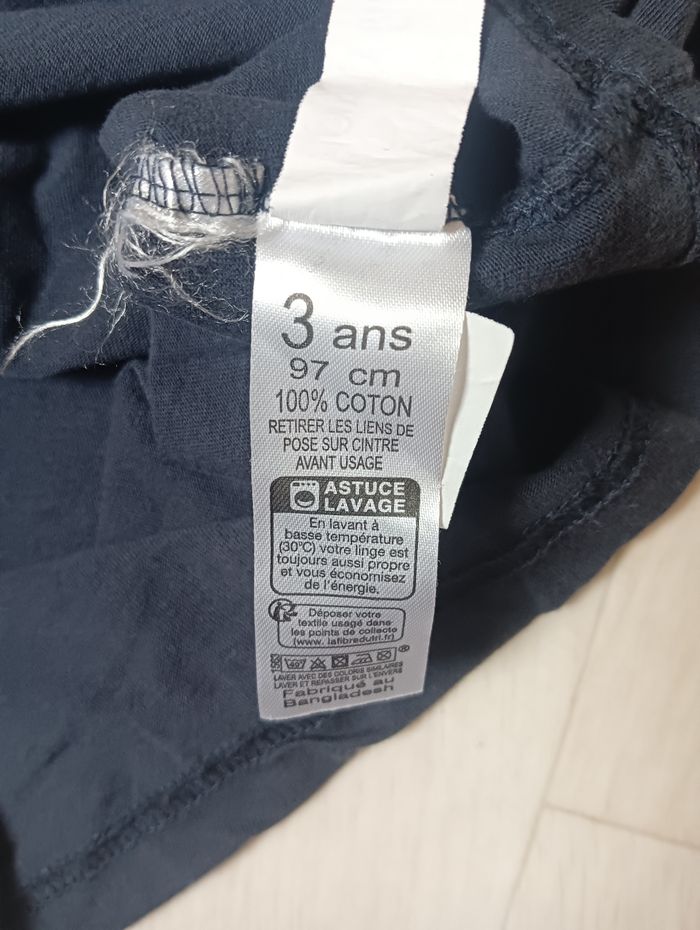 3 ans
97 cm
100% COTON
RETIRER LES LIENS DE
POSE SUR CINTRE
AVANT USAGE
ASTUCE
LAVAGE
En lavant à
basse température
(30°C) votre linge est
toujours aussi propre
et vous économisez
de l'énergie.
Déposer votre
textile usagé dans
les points de collecte
(www. lafibredutri.fr)
LAVER AVEC DES COLORIS SIMILAIRES
LAVER ET REPASSER SUR L'ENVERS
Fabriqué au
Bangladesh